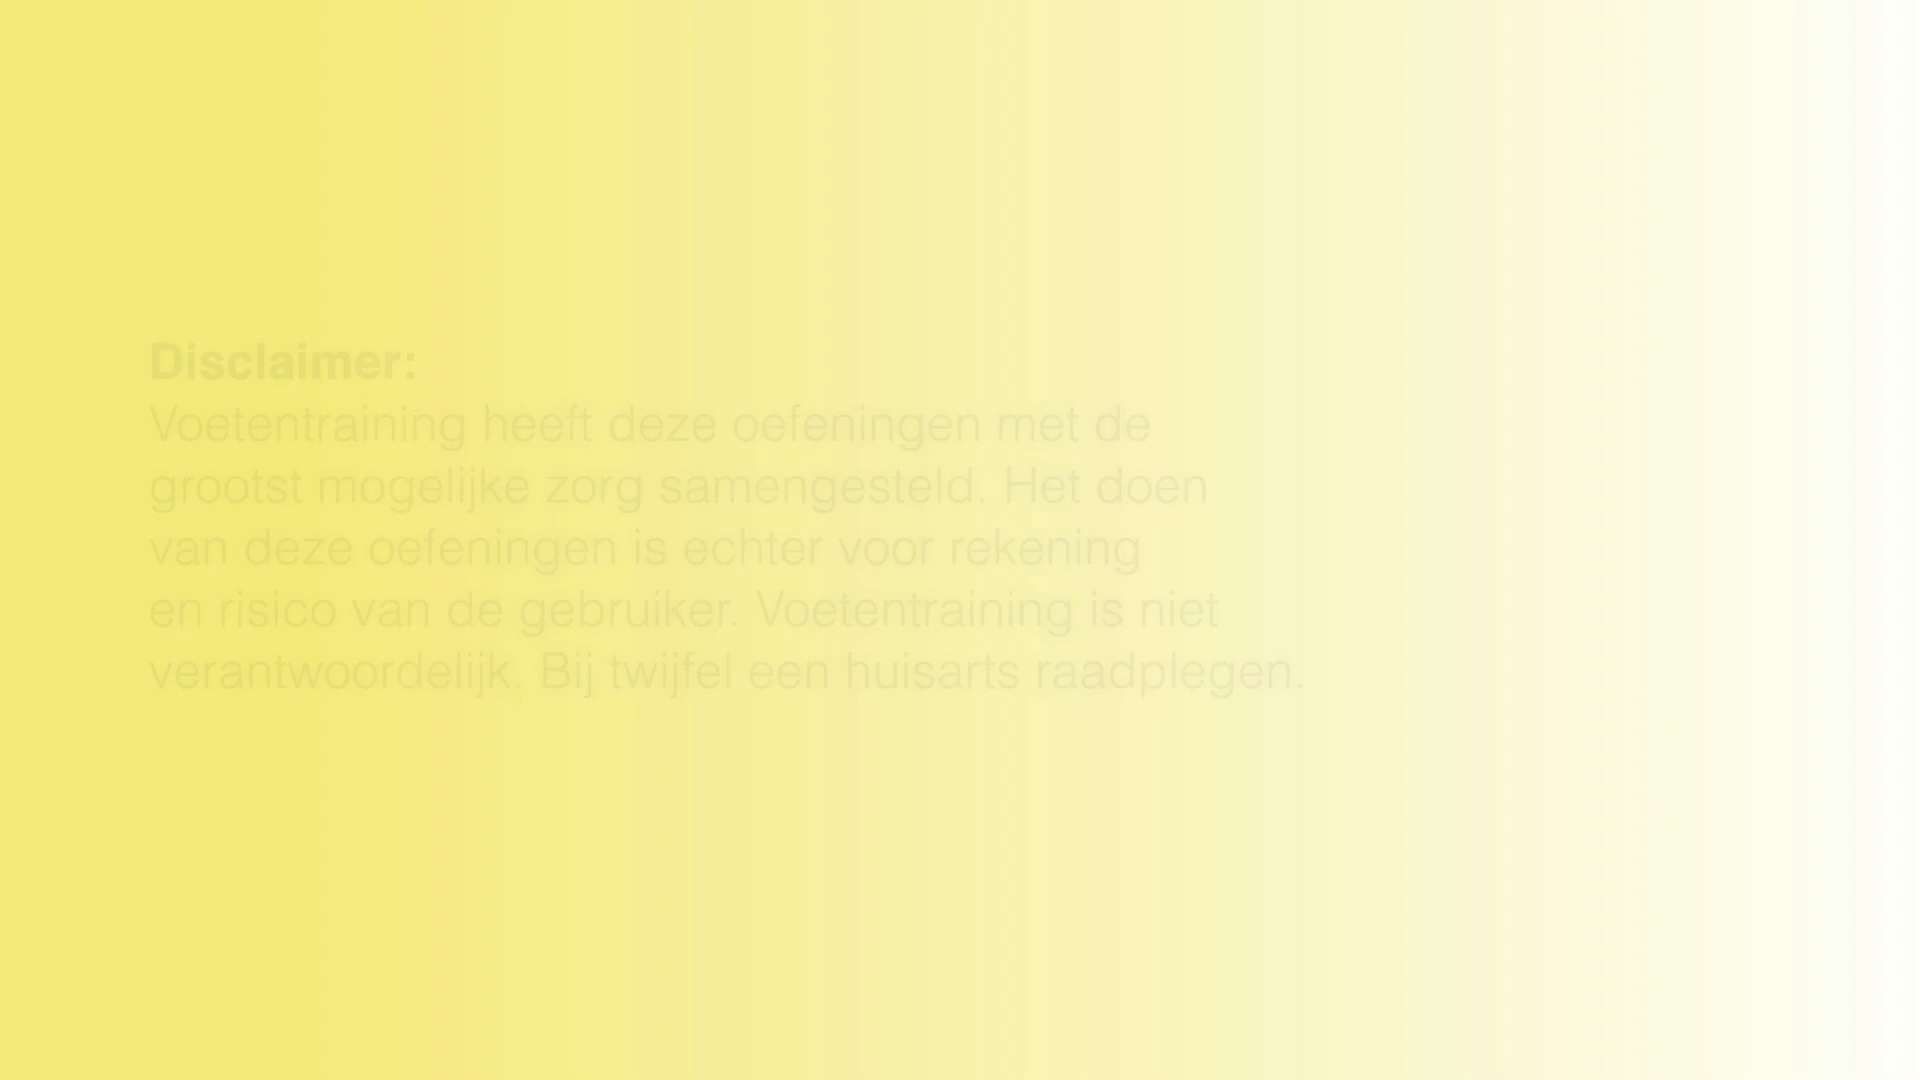 Disclaimer:
Voetentraining heeft deze oefeningen met de
grootst mogelijke zorg samengesteld. Het doen
van deze oefeningen is echter voor rekening
en risico van de gebruiker. Voetentraining is niet
verantwoordelijk. Bij twijfel een huisarts raadplegen.